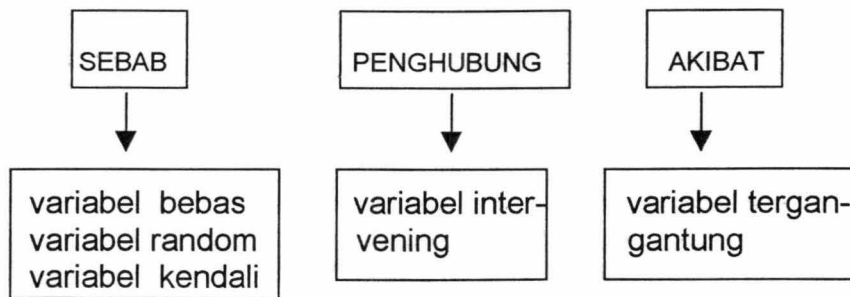 SEBAB
PENGHUBUNG
AKIBAT
variabel bebas
variabel random
variabel kendali
variabel inter-
vening
variabel tergan-
gantung